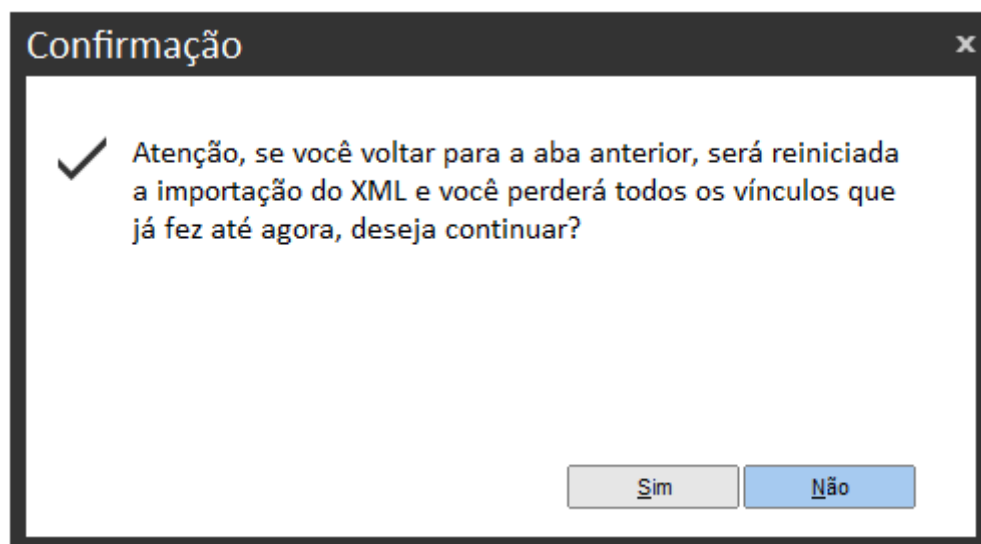 Confirmação
x
Atenção, se você voltar para a aba anterior, será reiniciada
a importação do XML e você perderá todos os vínculos que
já fez até agora, deseja continuar?
Sim
Não